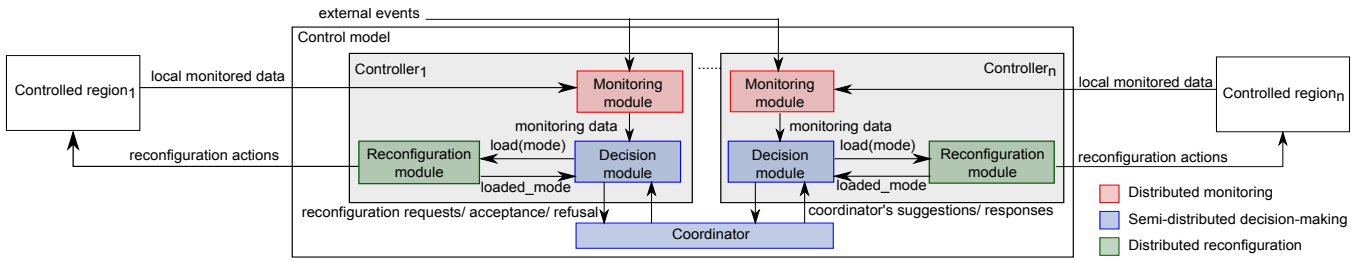 external events
Control model
Controller1
Controllern
local monitored data
local monitored data
Controlled region1
Controlled regionn
Monitoring
module
Monitoring
module
monitoring data
monitoring data
load(mode)
load(mode)
reconfiguration actions
Reconfiguration
module
Decision
module
Decision
module
Reconfiguration
module
reconfiguration actions
loaded_mode
loaded_mode
reconfiguration requests/ acceptance/ refusal
coordinator's suggestions/ responses
Coordinator
Distributed monitoring
Semi-distributed decision-making
Distributed reconfiguration